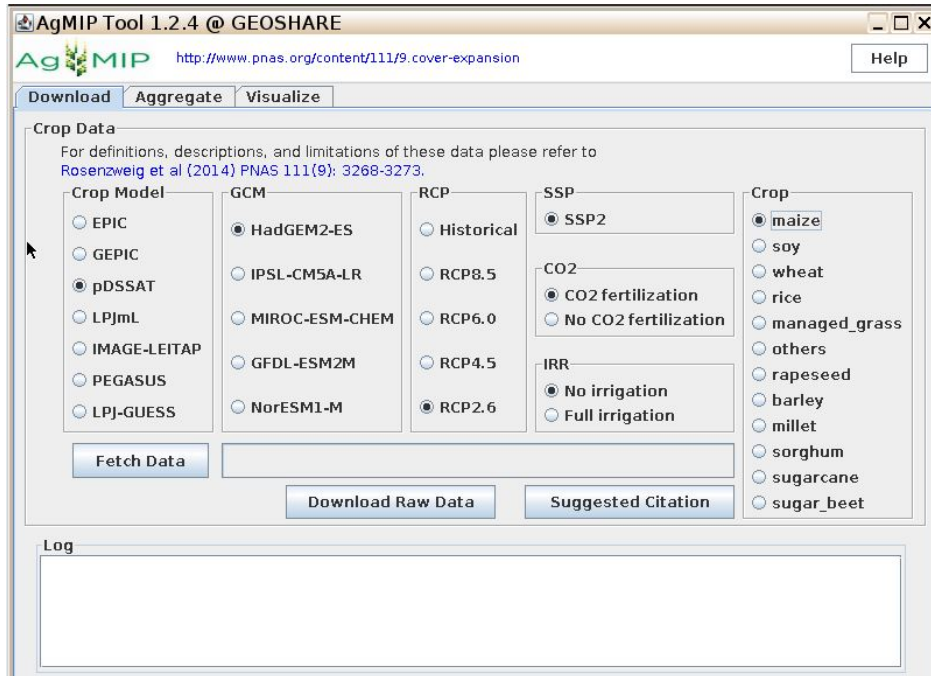 AgMIP Tool 1.2.4 @ GEOSHARE
AgMIP
http://www.pnas.org/content/111/9.cover-expansion
Help
Download
Aggregate
Visualize
Crop Data
For definitions, descriptions, and limitations of these data please refer to
Rosenzweig et al (2014) PNAS 111(9): 3268-3273.
Crop Model
EPIC
GEPIC
pDSSAT
LPJmL
IMAGE-LEITAP
PEGASUS
LPJ-GUESS
GCM
HadGEM2-ES
IPSL-CM5A-LR
MIROC-ESM-CHEM
GFDL-ESM2M
NorESM1-M
RCP
Historical
RCP8.5
RCP6.0
RCP4.5
RCP2.6
SSP
SSP2
CO2
CO2 fertilization
No CO2 fertilization
IRR
No irrigation
Full irrigation
Crop
maize
soy
wheat
rice
managed_grass
others
rapeseed
barley
millet
sorghum
sugarcane
sugar_beet
Fetch Data
Download Raw Data
Suggested Citation
Log